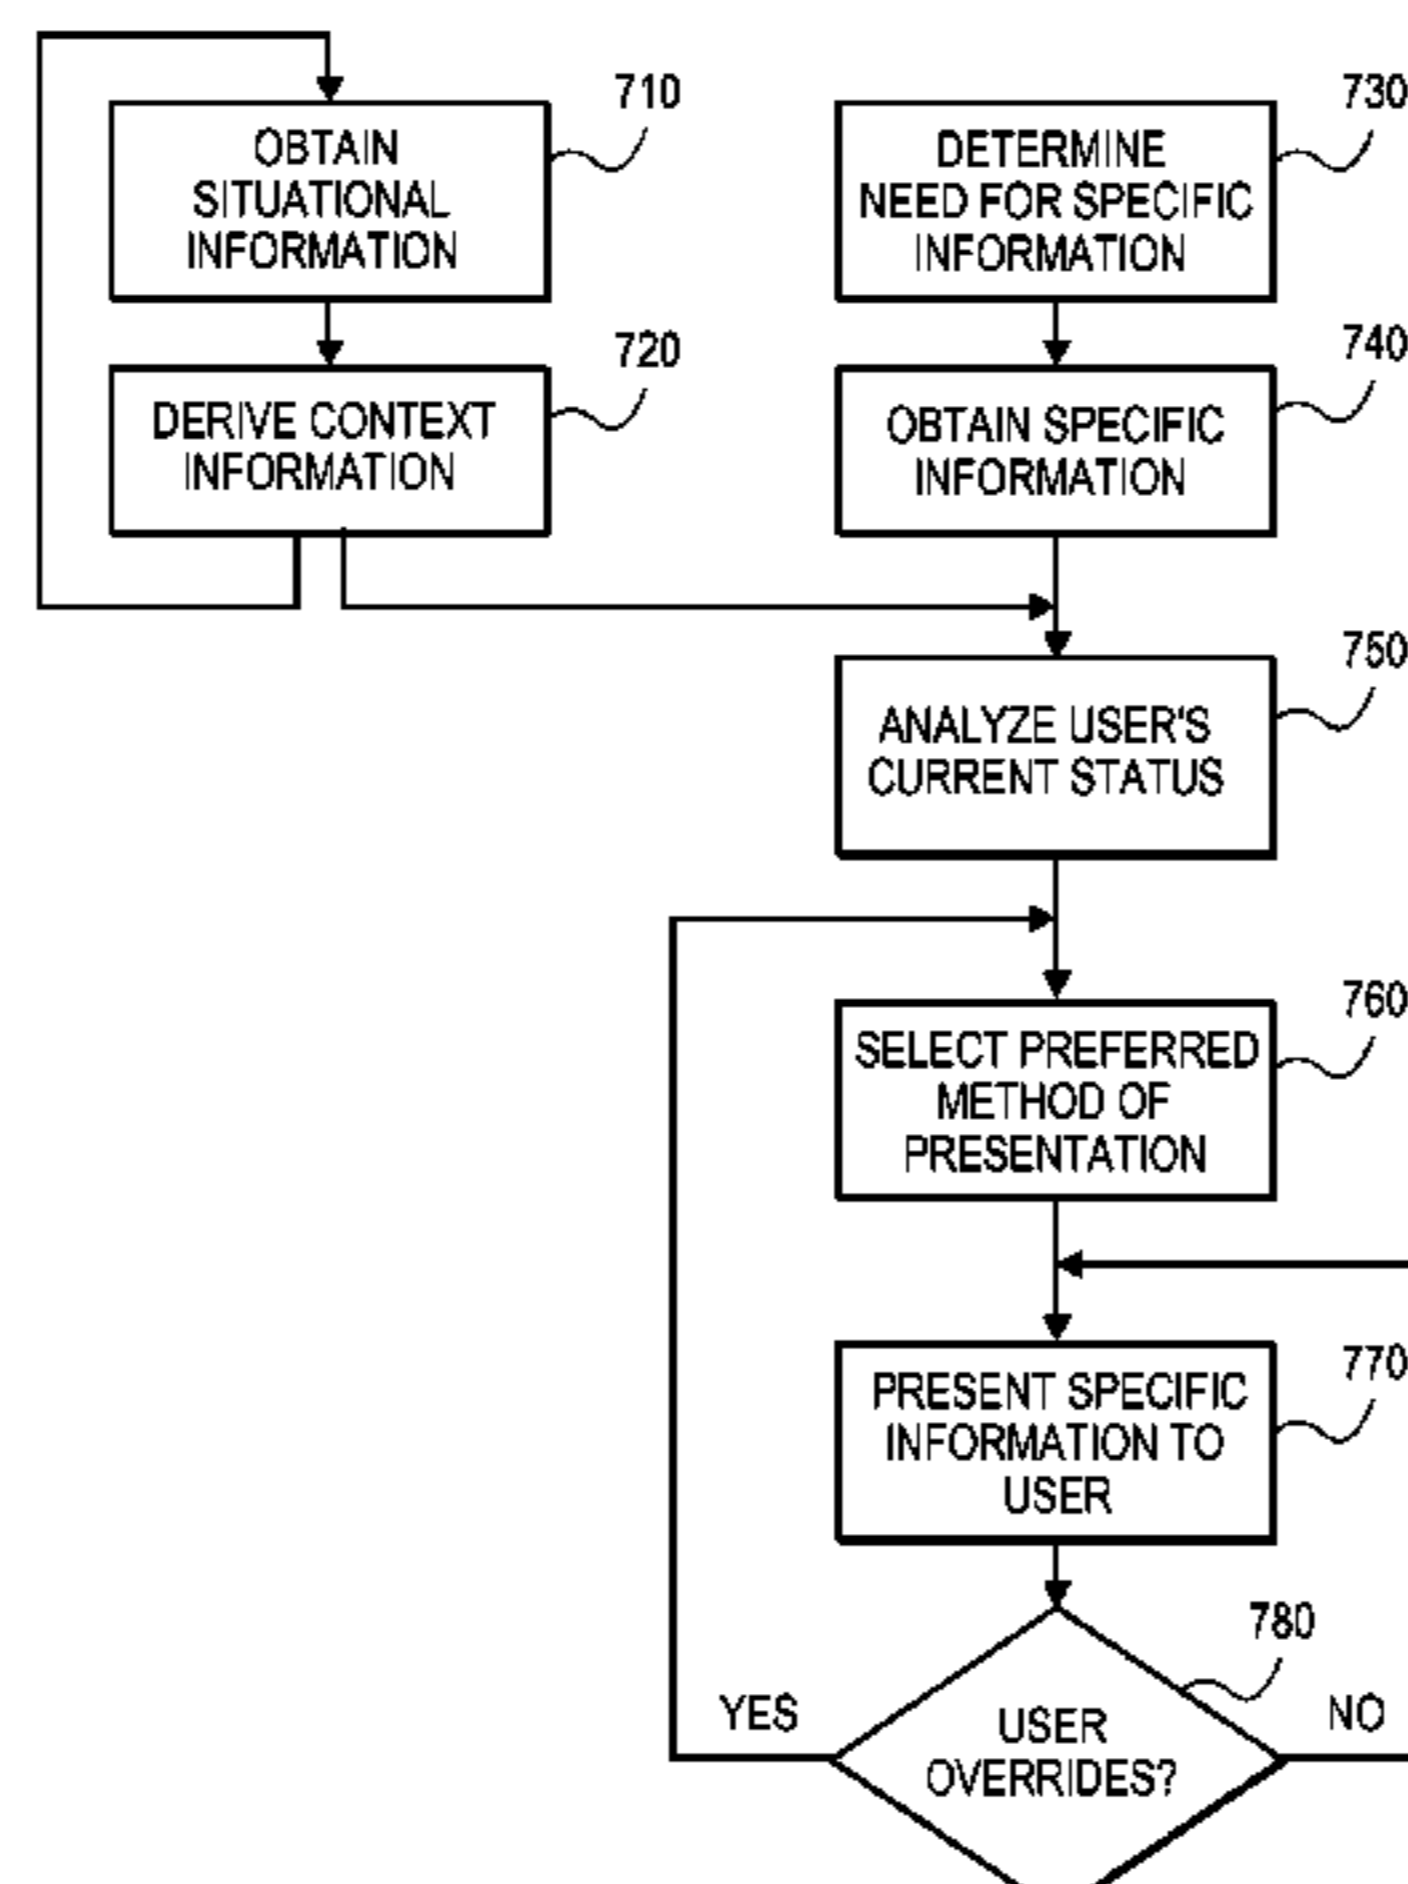 710
OBTAIN
SITUATIONAL
INFORMATION
720
DERIVE CONTEXT
INFORMATION
730
DETERMINE
NEED FOR SPECIFIC
INFORMATION
740
OBTAIN SPECIFIC
INFORMATION
750
ANALYZE USER'S
CURRENT STATUS
760
SELECT PREFERRED
METHOD OF
PRESENTATION
770
PRESENT SPECIFIC
INFORMATION TO
USER
780
YES
USER
OVERRIDES?
NO